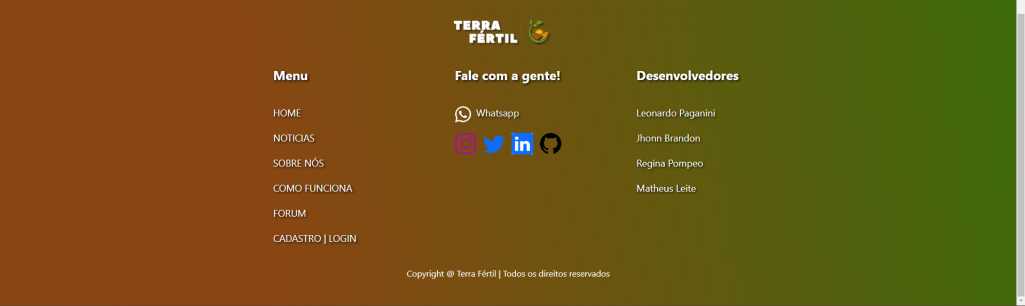 TERRA
FÉRTIL
Menu
HOME
NOTICIAS
SOBRE NÓS
COMO FUNCIONA
FORUM
CADASTRO | LOGIN
Fale com a gente!
Whatsapp
in
Desenvolvedores
Leonardo Paganini
Jhonn Brandon
Regina Pompeo
Matheus Leite
Copyright @ Terra Fértil | Todos os direitos reservados